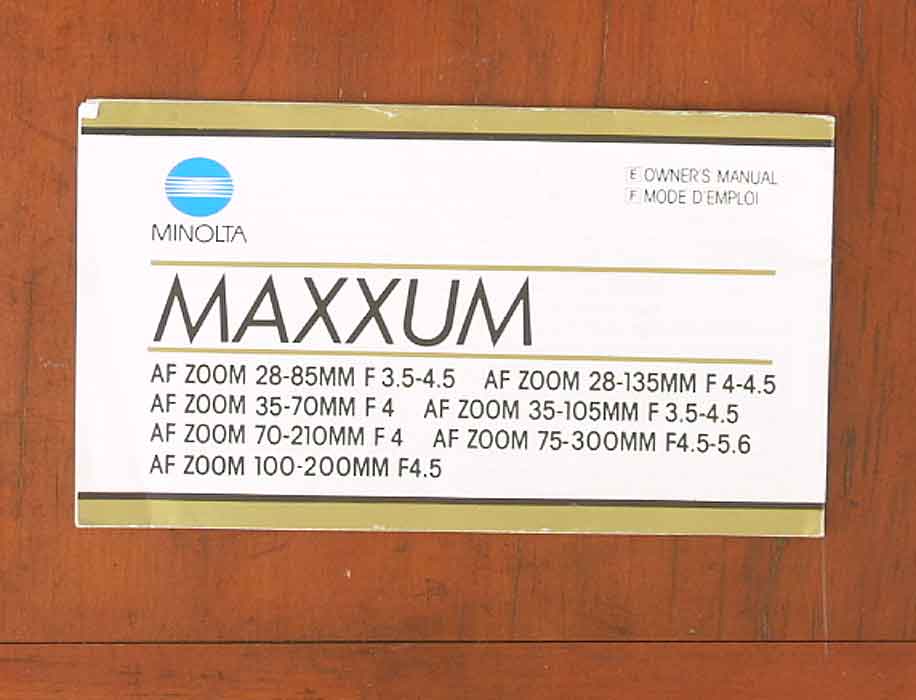 E OWNER'S MANUAL
F MODE D'EMPLOI
MINOLTA
MAXXUM
AF ZOOM 28-85MM F 3.5-4.5 AF ZOOM 28-135MM F 4-4.5
AF ZOOM 35-70MM F 4 AF ZOOM 35-105MM F 3.5-4.5
AF ZOOM 70-210MM F 4 AF ZOOM 75-300MM F4.5-5.6
AF ZOOM 100-200MM F4.5